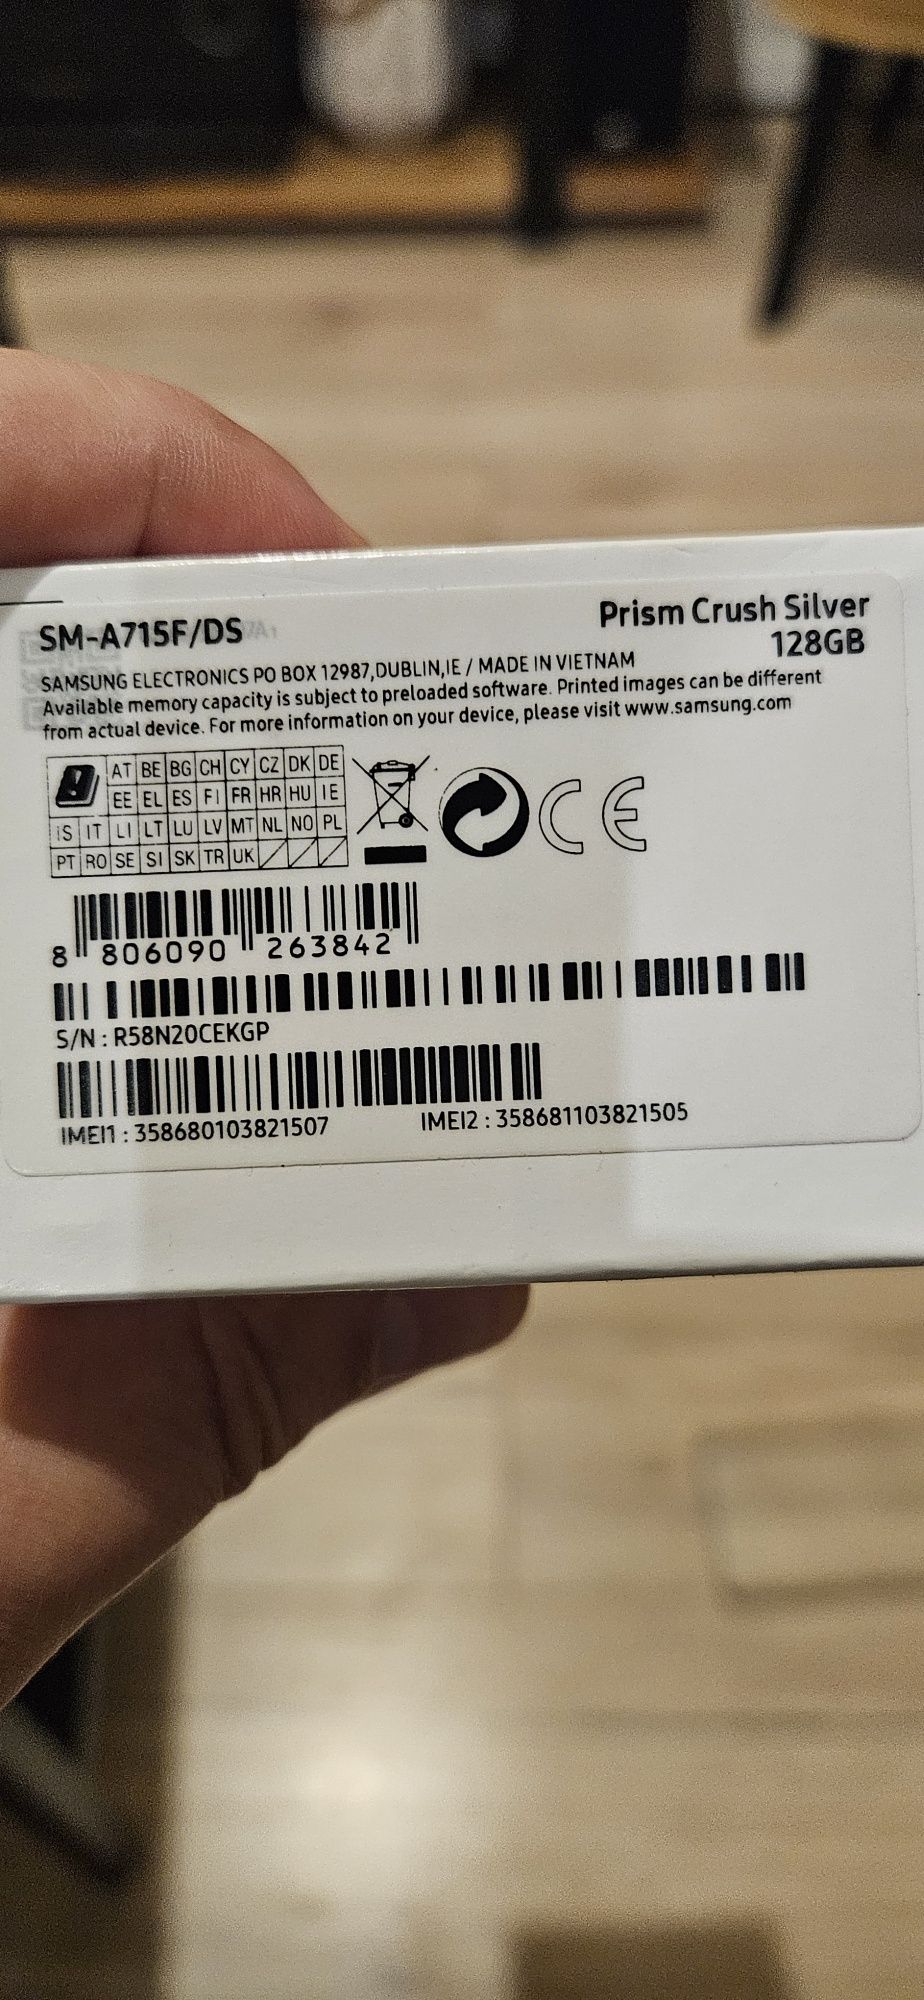 SM-A715F/DS
Prism Crush Silver
128GB
SAMSUNG ELECTRONICS PO BOX 12987,DUBLIN,IE / MADE IN VIETNAM
Available memory capacity is subject to preloaded software. Printed images can be different
from actual device. For more information on your device, please visit www.samsung.com
AT BE BG CH CY CZ DK DE
EE EL ES FI FR HR HU IE
IS IT LI LT LU LV MT NL NO PL
PT RO SE SI SK TR UK
CE
8 806090 263842
S/N : R58N20CEKGP
IMEI1 : 358680103821507 IMEI2 : 358681103821505